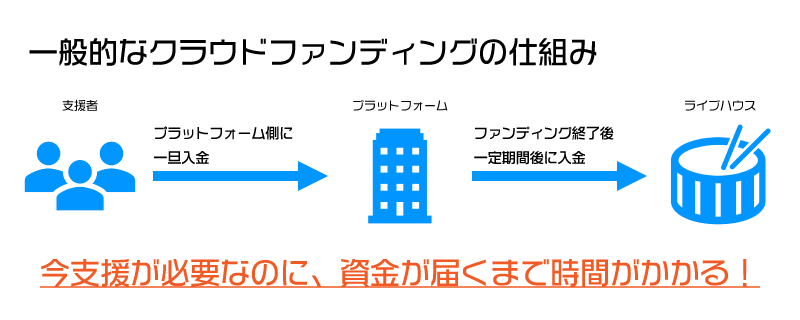 一般的なクラウドファンディングの仕組み
支援者
プラットフォーム
ライブハウス
プラットフォーム側に
一旦入金
ファンディング終了後
一定期間後に入金
今支援が必要なのに、資金が届くまで時間がかかる！